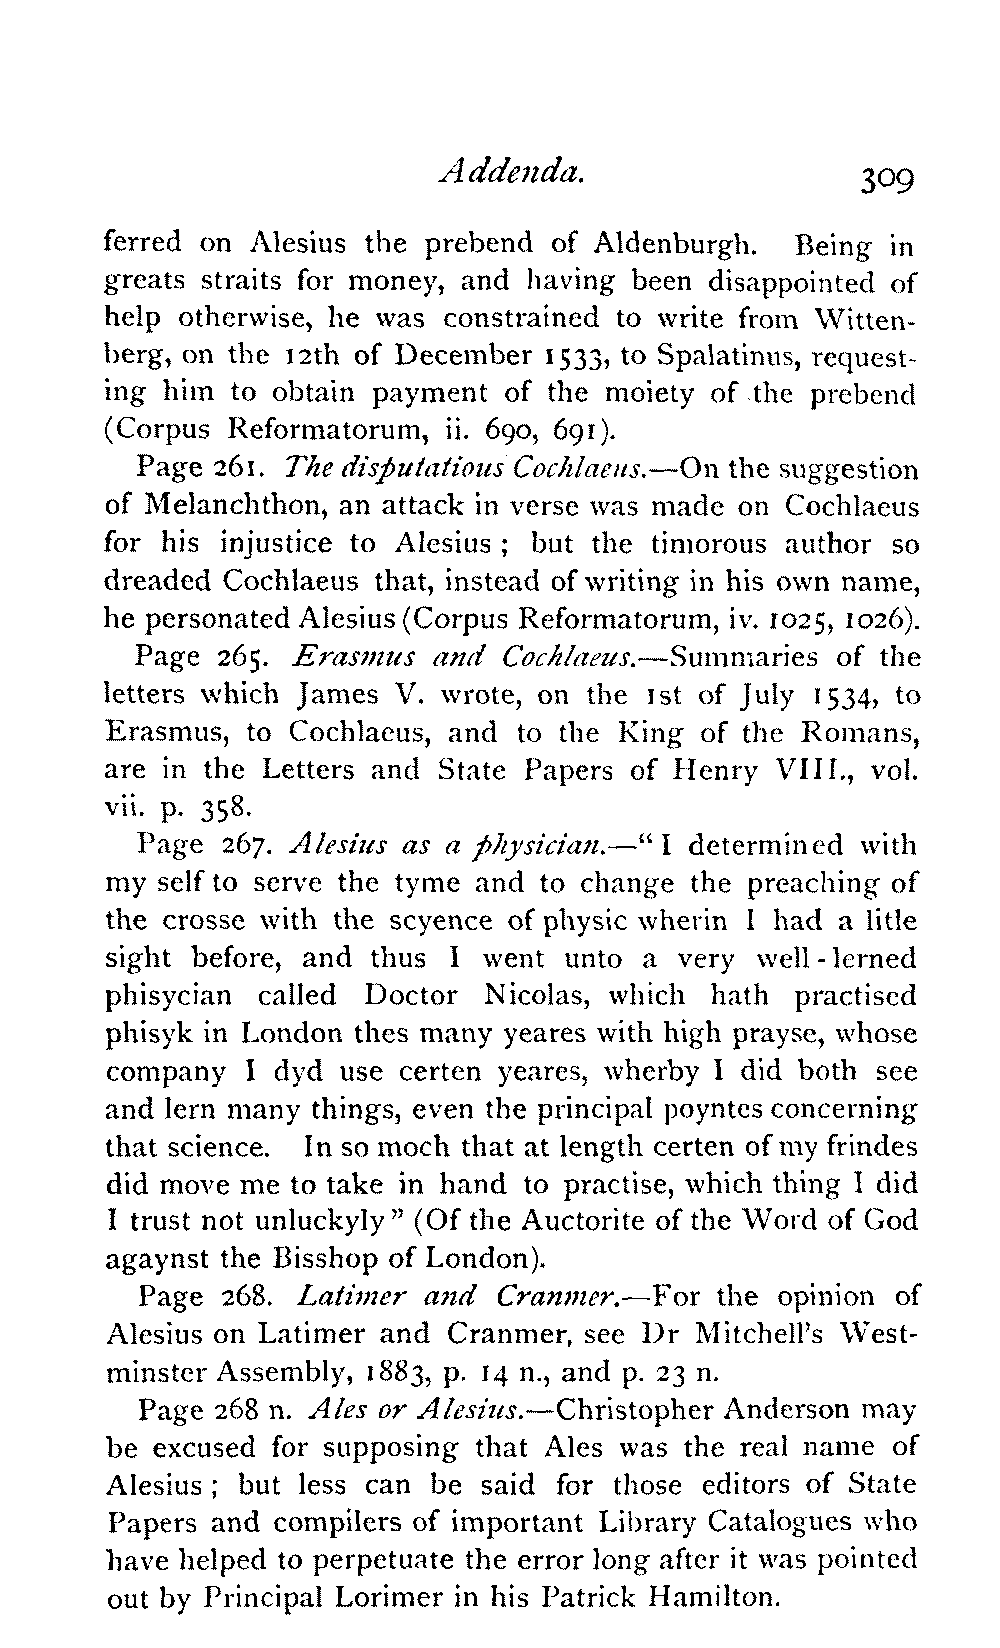 Addenda. 309
ferred on Alesius the prebend of Aldenburgh. Being in
greats straits for money, and having been disappointed of
help otherwise, he was constrained to write from Witten-
berg, on the 12th of December 1533, to Spalatinus, request-
ing him to obtain payment of the moiety of the prebend
(Corpus Reformatorum, ii. 690, 691).
Page 261. The disputatious Cochlaeus.—On the suggestion
of Melanchthon, an attack in verse was made on Cochlaeus
for his injustice to Alesius ; but the timorous author so
dreaded Cochlaeus that, instead of writing in his own name,
he personated Alesius (Corpus Reformatorum, iv. 1025, 1026).
Page 265. Erasmus and Cochlaeus.—Summaries of the
letters which James V. wrote, on the 1st of July 1534, to
Erasmus, to Cochlaeus, and to the King of the Romans,
are in the Letters and State Papers of Henry VIII., vol.
vii. p. 358.
Page 267. Alesius as a physician.—“ I determined with
my self to serve the tyme and to change the preaching of
the crosse with the scyence of physic wherin I had a litle
sight before, and thus I went unto a very well-lerned
phisycian called Doctor Nicolas, which hath practised
phisyk in London thes many yeares with high prayse, whose
company I dyd use certen yeares, wherby I did both see
and lern many things, even the principal poyntes concerning
that science. In so moch that at length certen of my frindes
did move me to take in hand to practise, which thing I did
I trust not unluckyly ” (Of the Auctorite of the Word of God
agaynst the Bisshop of London).
Page 268. Latimer and Cranmer.—For the opinion of
Alesius on Latimer and Cranmer, see Dr Mitchell’s West-
minster Assembly, 1883, p. 14 n., and p. 23 n.
Page 268 n. Ales or Alesius.—Christopher Anderson may
be excused for supposing that Ales was the real name of
Alesius ; but less can be said for those editors of State
Papers and compilers of important Library Catalogues who
have helped to perpetuate the error long after it was pointed
out by Principal Lorimer in his Patrick Hamilton.